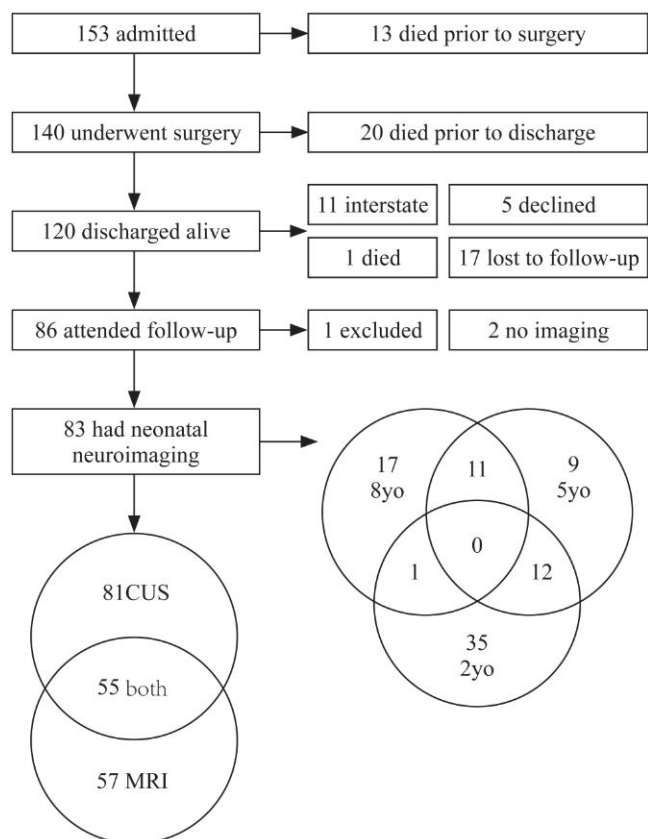 153 admitted
13 died prior to surgery
140 underwent surgery
20 died prior to discharge
120 discharged alive
11 interstate
5 declined
1 died
17 lost to follow-up
86 attended follow-up
1 excluded
2 no imaging
83 had neonatal
neuroimaging
17
8yo
11
9
5yo
0
1
12
35
2yo
81CUS
55 both
57 MRI